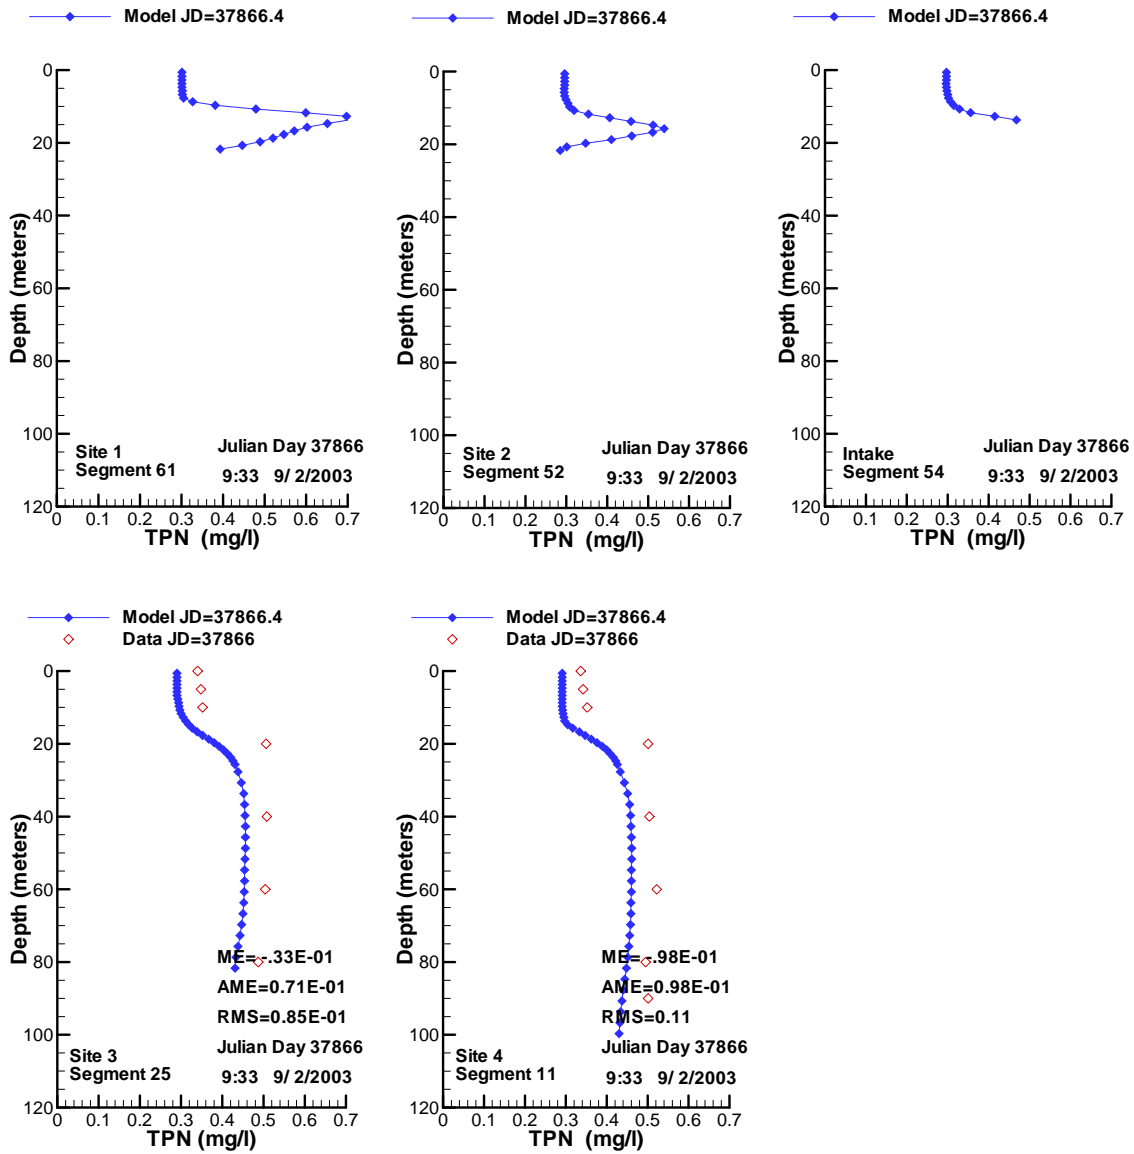 Model JD=37866.4
0
20
40
60
80
100
120
Depth (meters)
Site 1
Segment 61
Julian Day 37866
9:33 9/ 2/2003
0 0.1 0.2 0.3 0.4 0.5 0.6 0.7
TPN (mg/l)
Model JD=37866.4
0
20
40
60
80
100
120
Depth (meters)
Site 2
Segment 52
Julian Day 37866
9:33 9/ 2/2003
0 0.1 0.2 0.3 0.4 0.5 0.6 0.7
TPN (mg/l)
Model JD=37866.4
0
20
40
60
80
100
120
Depth (meters)
Intake
Segment 54
Julian Day 37866
9:33 9/ 2/2003
0 0.1 0.2 0.3 0.4 0.5 0.6 0.7
TPN (mg/l)
Model JD=37866.4
Data JD=37866
0
20
40
60
80
100
120
Depth (meters)
ME=-.33E-01
AME=0.71E-01
RMS=0.85E-01
Site 3
Segment 25
Julian Day 37866
9:33 9/ 2/2003
0 0.1 0.2 0.3 0.4 0.5 0.6 0.7
TPN (mg/l)
Model JD=37866.4
Data JD=37866
0
20
40
60
80
100
120
Depth (meters)
ME=-.98E-01
AME=0.98E-01
RMS=0.11
Site 4
Segment 11
Julian Day 37866
9:33 9/ 2/2003
0 0.1 0.2 0.3 0.4 0.5 0.6 0.7
TPN (mg/l)